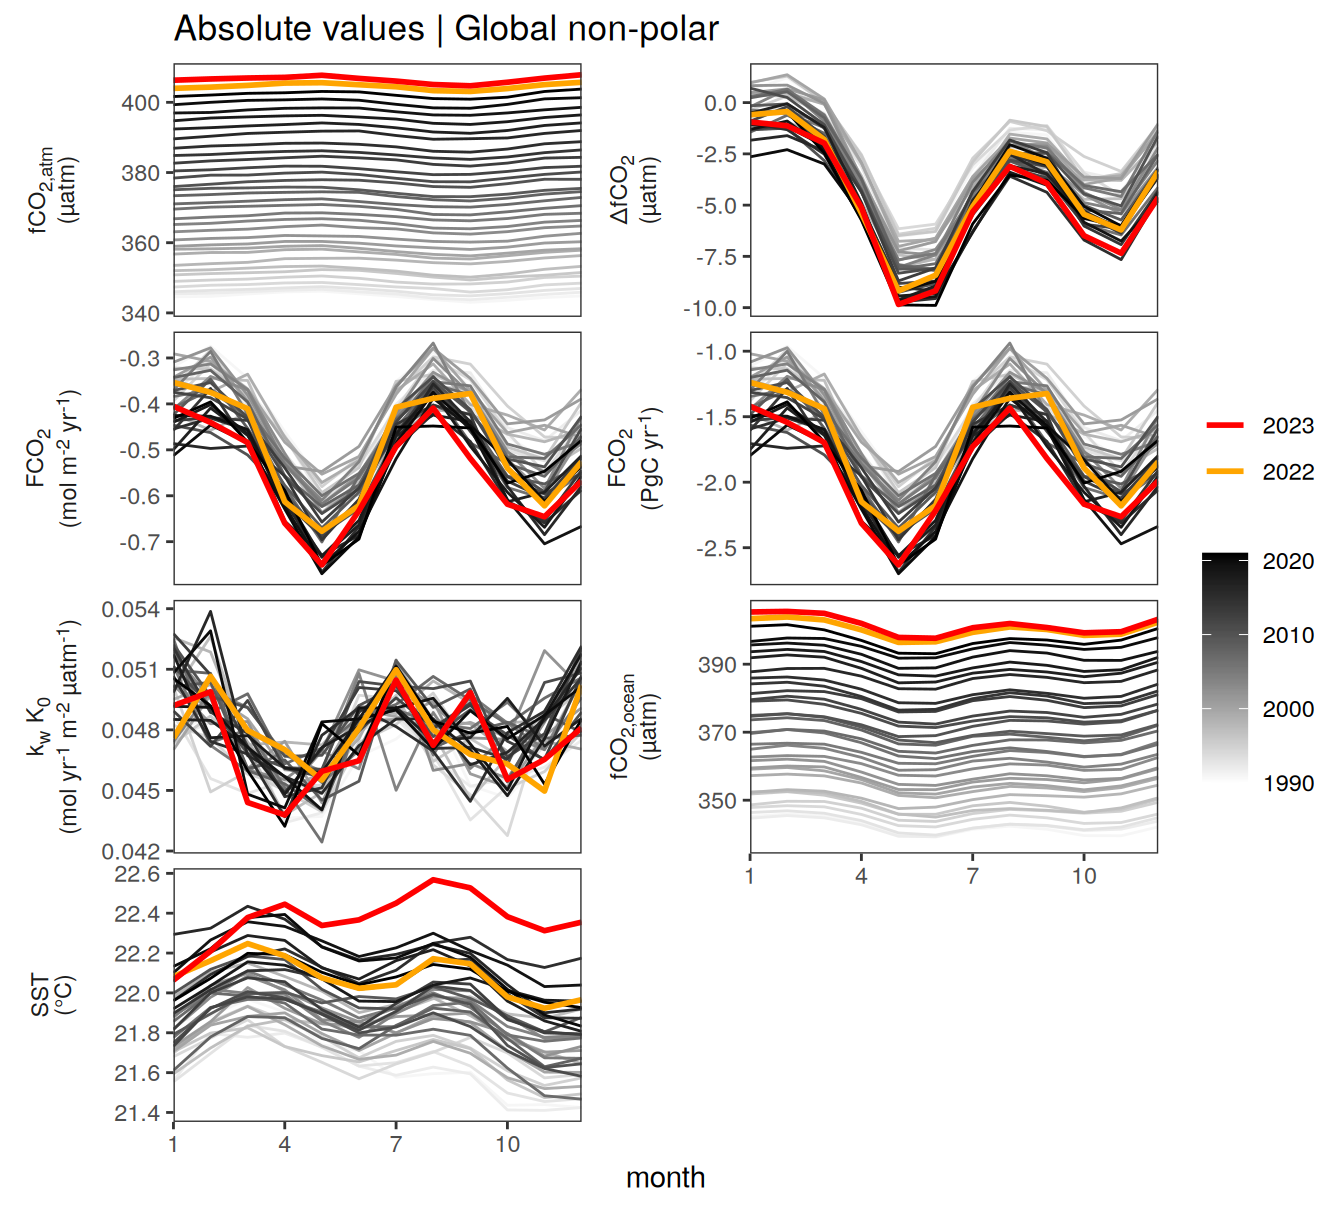 Absolute values | Global non-polar
fCO2,atm
(µatm)
400
380
360
340
ΔfCO2
(µatm)
0.0
-2.5
-5.0
-7.5
-10.0
FCO2
(mol m-2 yr-1)
-0.3
-0.4
-0.5
-0.6
-0.7
FCO2
(PgC yr-1)
-1.0
-1.5
-2.0
-2.5
kw K0
(mol yr-1 m-2 µatm-1)
0.054
0.051
0.048
0.045
0.042
fCO2,ocean
(µatm)
390
370
350
1 4 7 10
SST
(°C)
22.6
22.4
22.2
22.0
21.8
21.6
21.4
1 4 7 10
month
2023
2022
2020
2010
2000
1990